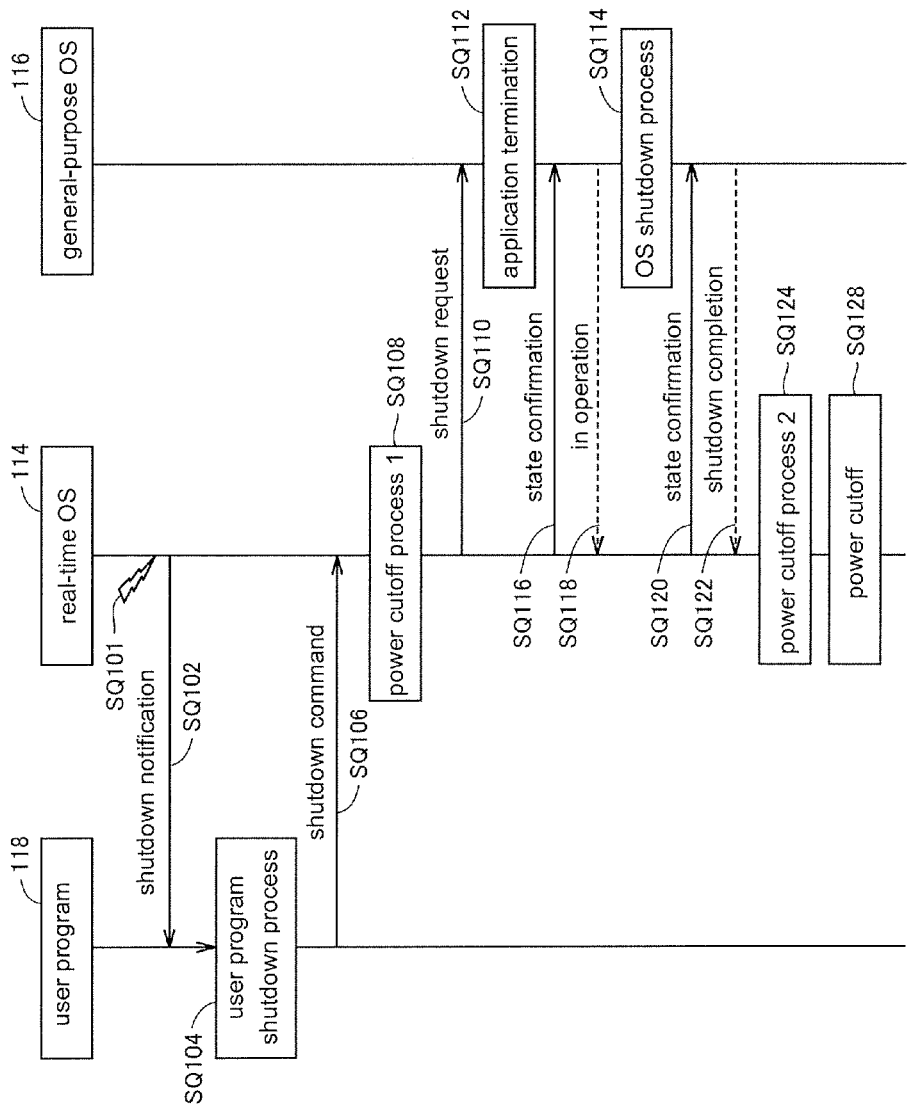 118
user program
114
real-time OS
116
general-purpose OS
SQ101
shutdown notification
SQ102
SQ104
user program
shutdown process
shutdown command
SQ106
SQ108
power cutoff process 1
shutdown request
SQ110
SQ112
application termination
state confirmation
SQ116
in operation
SQ118
SQ114
OS shutdown process
state confirmation
SQ120
shutdown completion
SQ122
SQ124
power cutoff process 2
SQ128
power cutoff